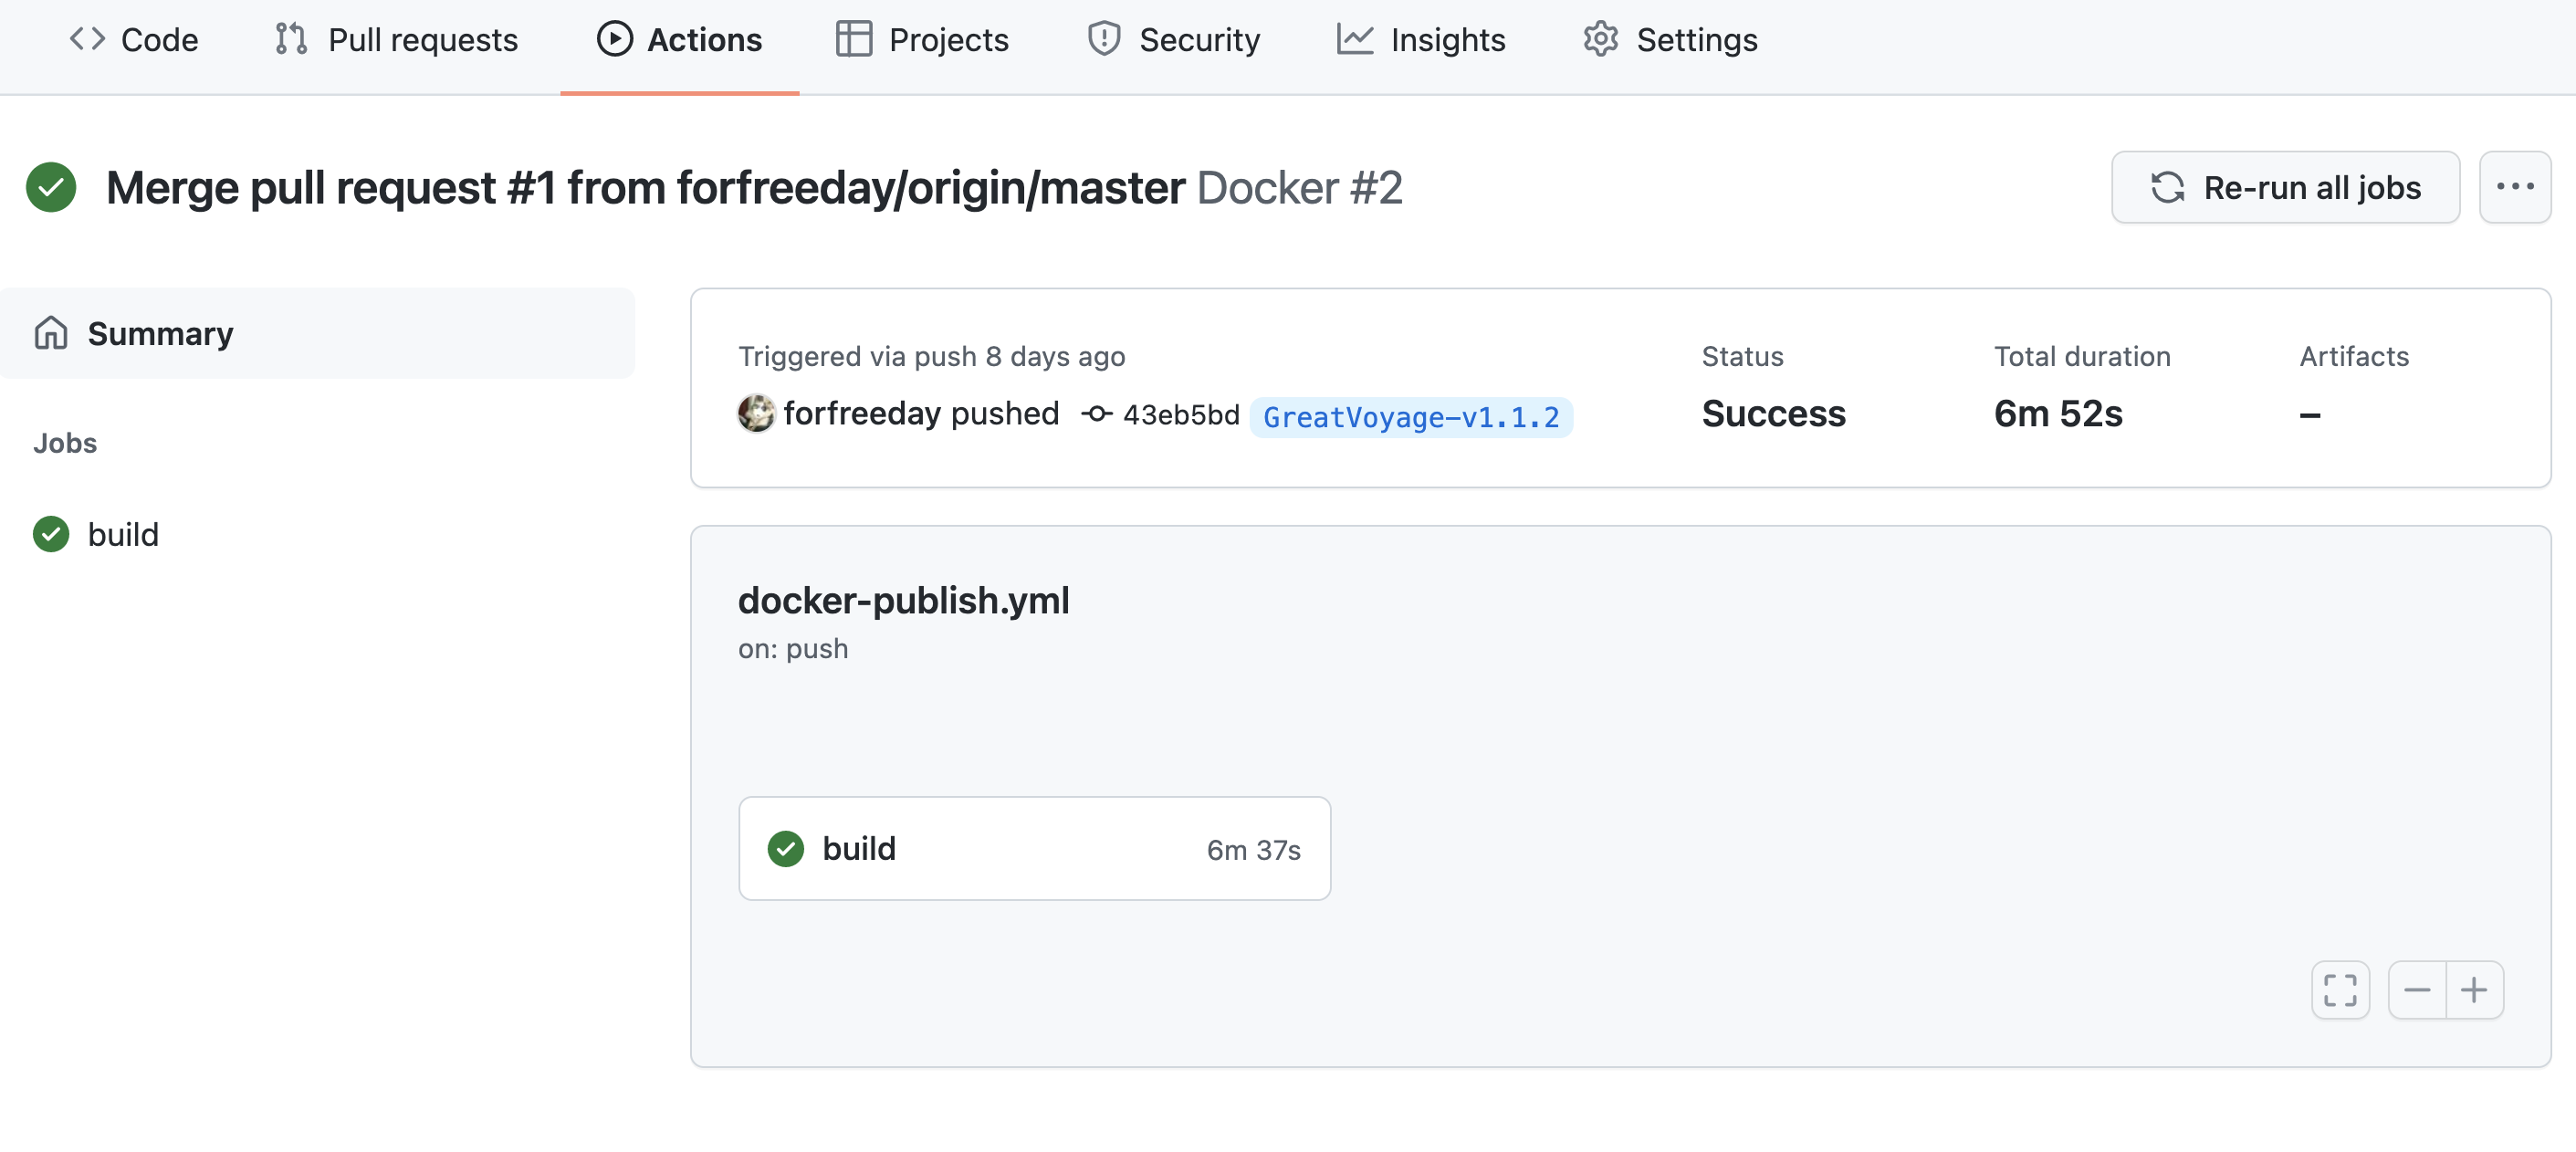 Code Pull requests Actions Projects Security Insights Settings
Merge pull request #1 from forfreeday/origin/master Docker #2
Re-run all jobs
Summary
Jobs
build
Triggered via push 8 days ago
forfreeday pushed 43eb5bd GreatVoyage-v1.1.2
Status
Success
Total duration
6m 52s
Artifacts
–
docker-publish.yml
on: push
build 6m 37s